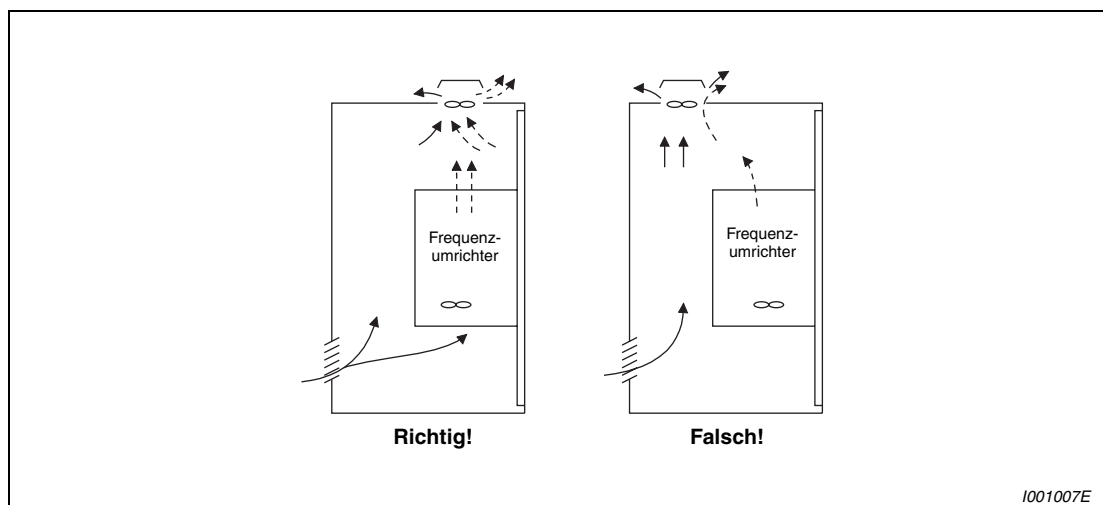 Frequenz-
umrichter
Frequenz-
umrichter
Richtig!
Falsch!
I001007E